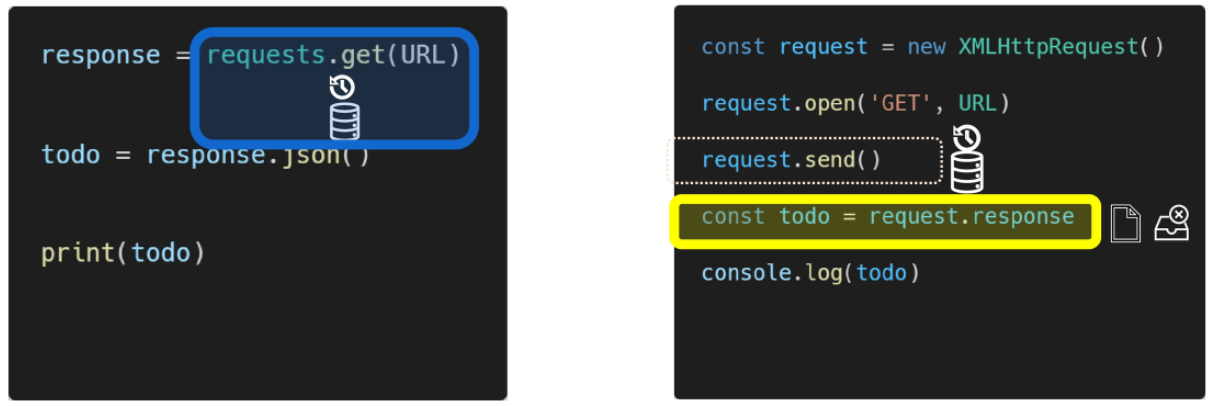 response = requests.get(URL)
todo = response.json()
print(todo)
const request = new XMLHttpRequest()
request.open('GET', URL)
request.send()
const todo = request.response
console.log(todo)